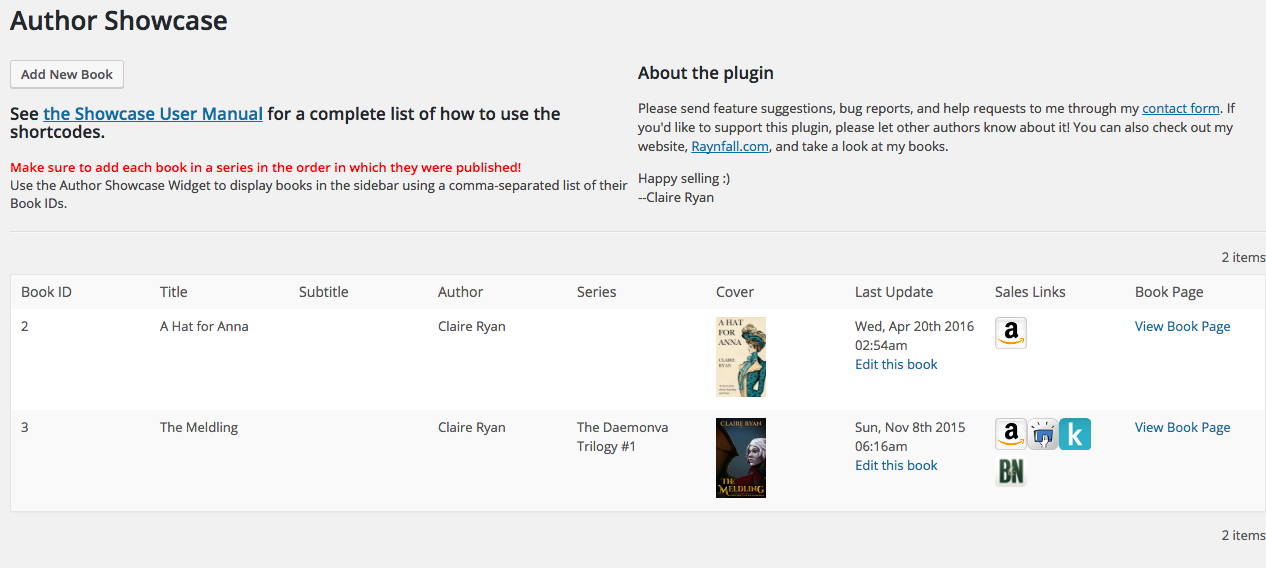 Author Showcase
Add New Book
See the Showcase User Manual for a complete list of how to use the
shortcodes.
Make sure to add each book in a series in the order in which they were published!
Use the Author Showcase Widget to display books in the sidebar using a comma-separated list of their
Book IDs.
About the plugin
Please send feature suggestions, bug reports, and help requests to me through my contact form. If
you'd like to support this plugin, please let other authors know about it! You can also check out my
website, Raynfall.com, and take a look at my books.
Happy selling :)
--Claire Ryan
2 items
Book ID Title Subtitle Author Series Cover Last Update Sales Links Book Page
2 A Hat for Anna Claire Ryan
A HAT
FOR
ANNA
CLAIRE
RYAN
Wed, Apr 20th 2016
02:54am
Edit this book
a
View Book Page
3 The Meldling Claire Ryan
The Daemonva
Trilogy #1
CLAIRE RYAN
THE
MELDLING
Sun, Nov 8th 2015
06:16am
Edit this book
a k
BN
View Book Page
2 items